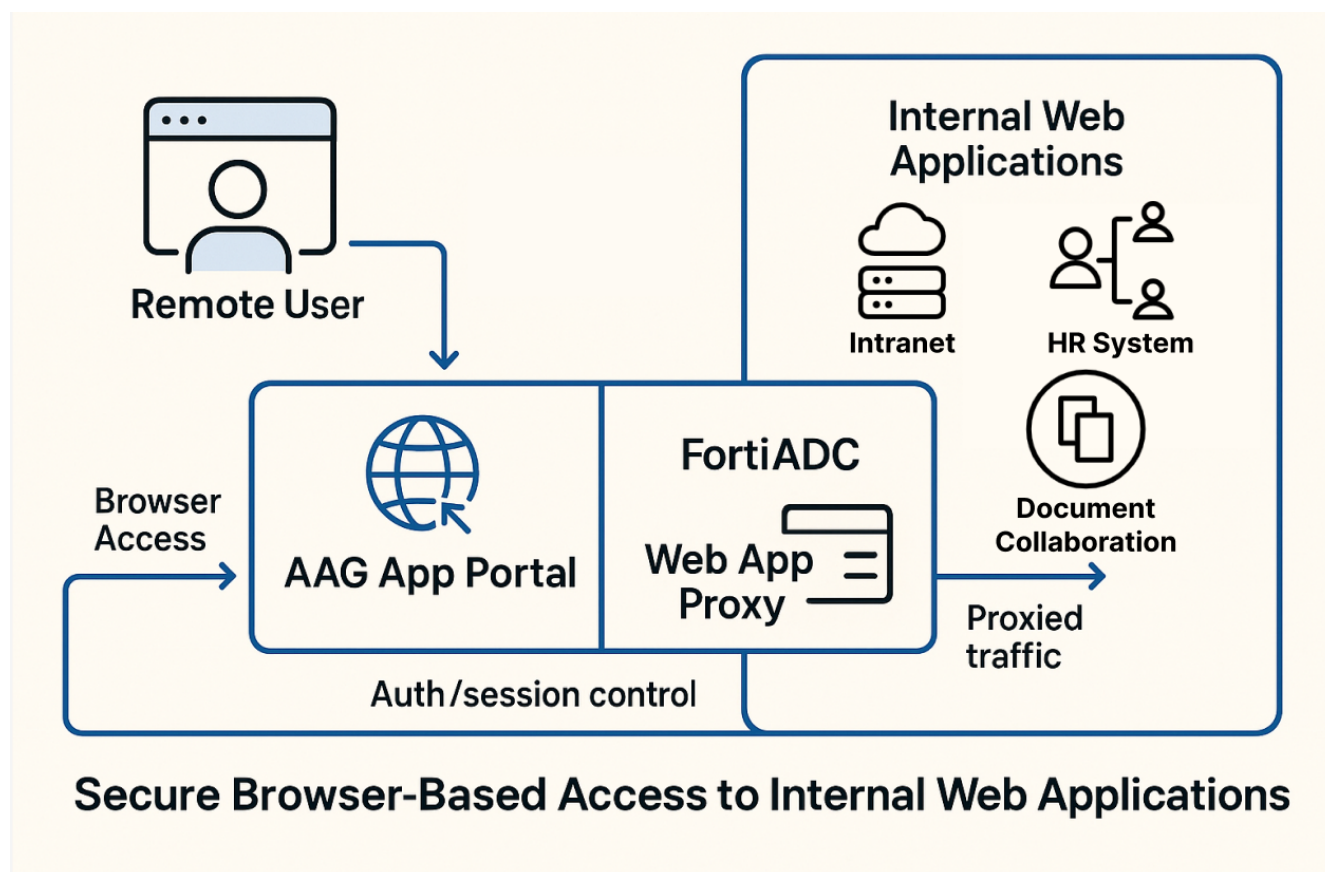 Internal Web
Applications
Intranet
HR System
Remote User
Document
Collaboration
Browser
Access
AAG App Portal
FortiADC
Web App
Proxy
Proxied
traffic
Auth/session control
Secure Browser-Based Access to Internal Web Applications